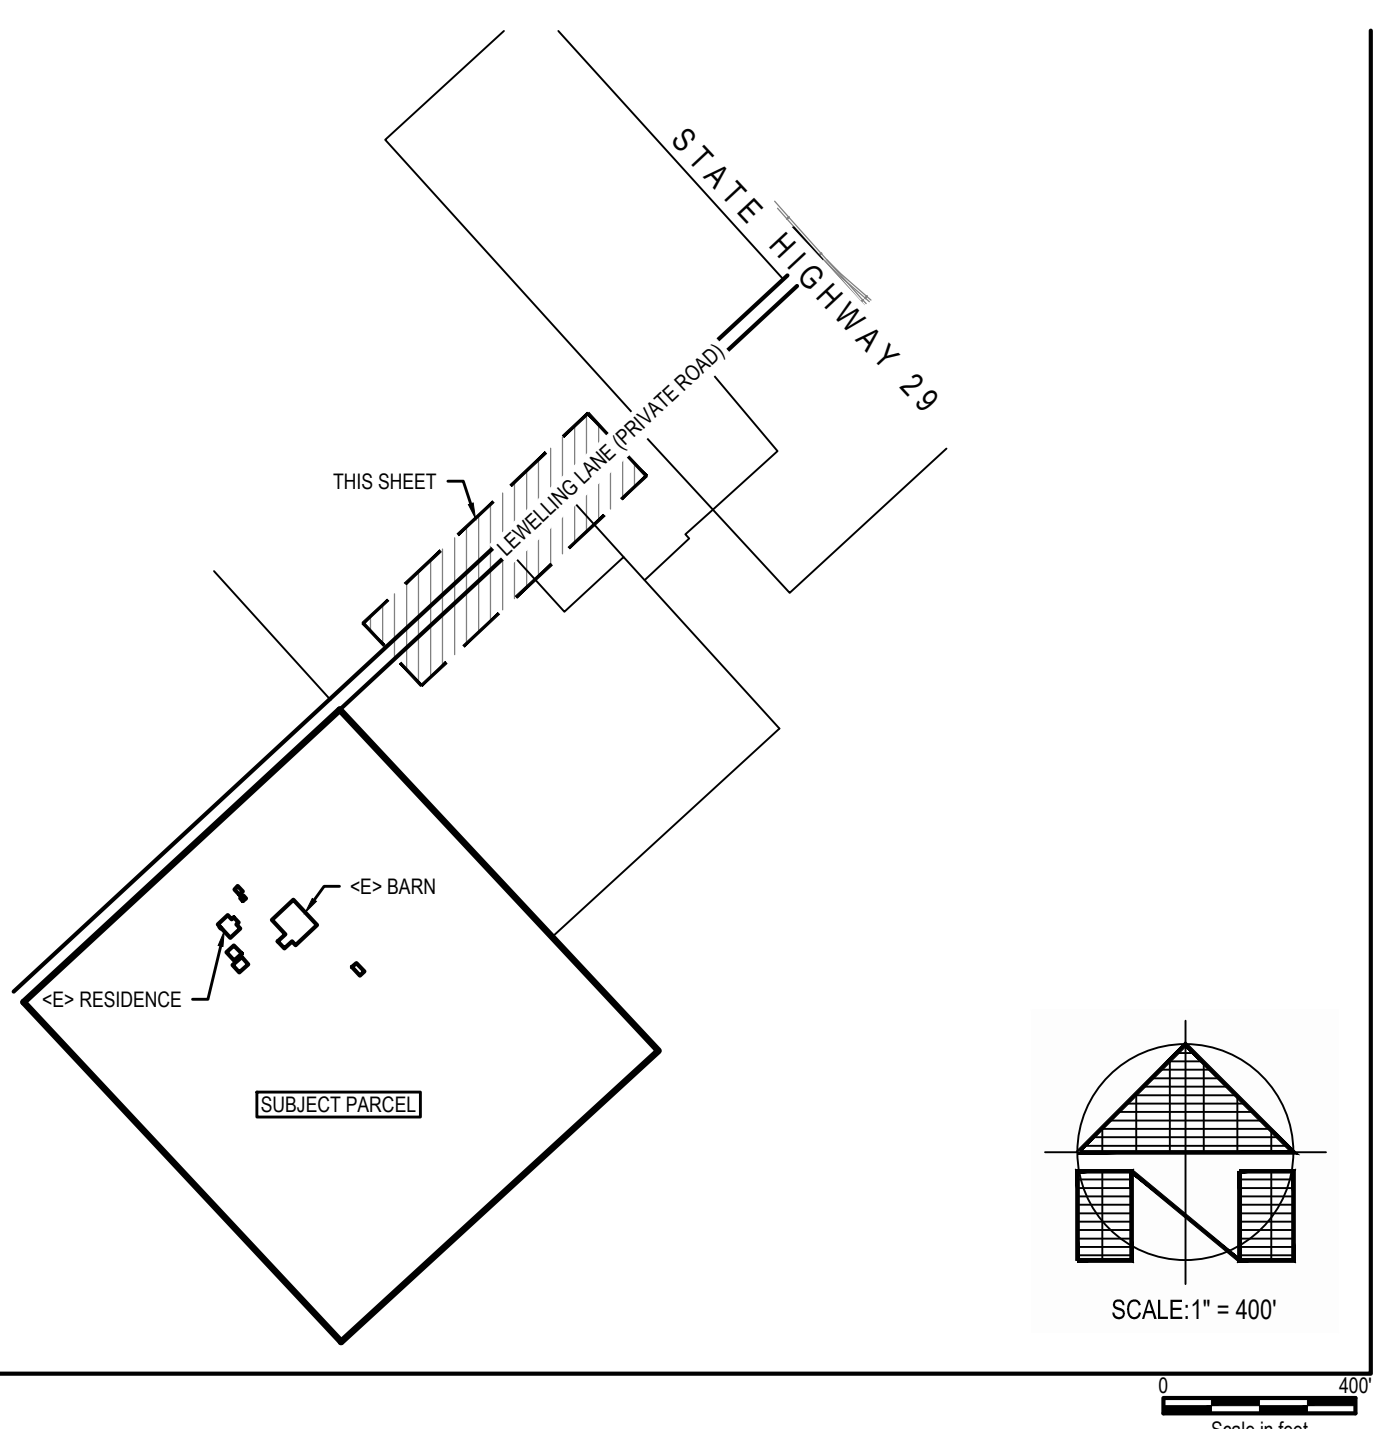 STATE HIGHWAY 29
LEWELLING LANE (PRIVATE ROAD)
THIS SHEET
<E> BARN
<E> RESIDENCE
SUBJECT PARCEL
SCALE:1" = 400'
0 400'
Scale in feet